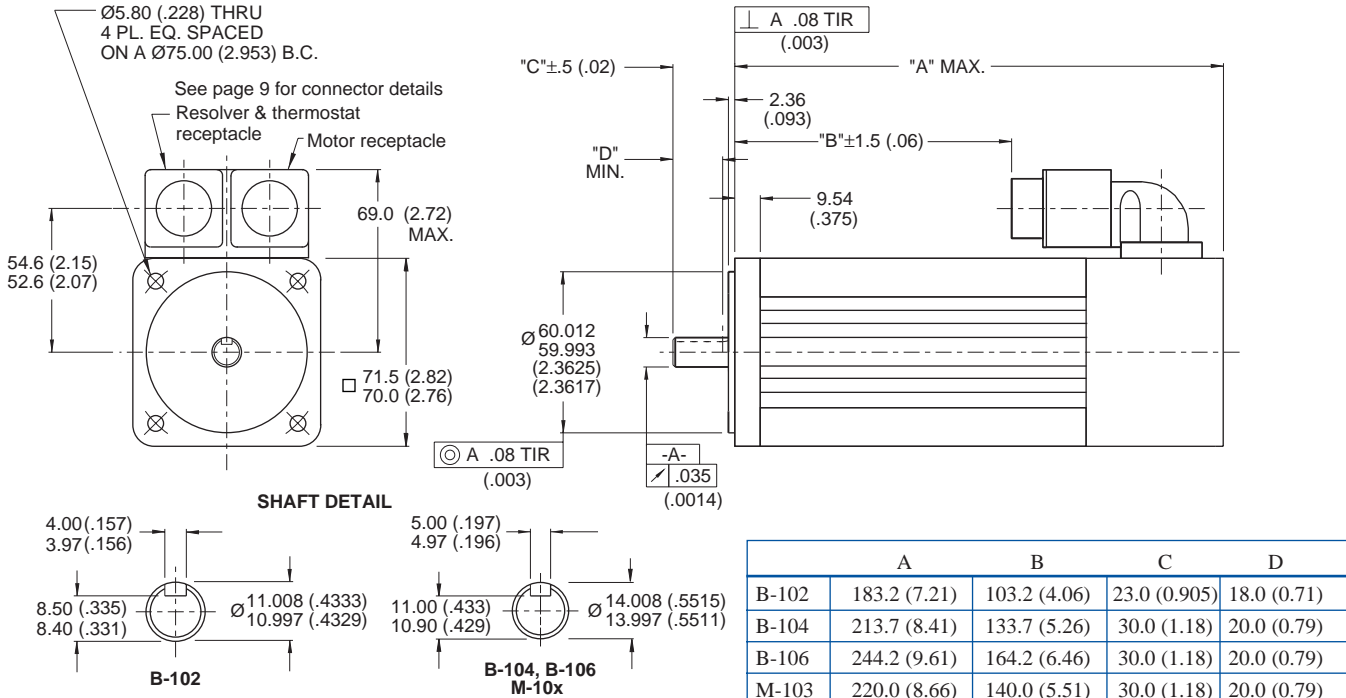 Ø5.80 (.228) THRU
4 PL. EQ. SPACED
ON A Ø75.00 (2.953) B.C.
See page 9 for connector details
Resolver & thermostat
receptacle
Motor receptacle
69.0 (2.72)
MAX.
54.6 (2.15)
52.6 (2.07)
□ 71.5 (2.82)
70.0 (2.76)
⊥ A .08 TIR
(.003)
"C"±.5 (.02)
"A" MAX.
2.36
(.093)
"B"±1.5 (.06)
"D"
MIN.
9.54
(.375)
Ø 60.012
59.993
(2.3625)
(2.3617)
◎ A .08 TIR
(.003)
-A-
↗ .035
(.0014)
SHAFT DETAIL
4.00(.157)
3.97(.156)
8.50 (.335)
8.40 (.331)
Ø 11.008 (.4333)
10.997 (.4329)
B-102
5.00 (.197)
4.97 (.196)
11.00 (.433)
10.90 (.429)
Ø 14.008 (.5515)
13.997 (.5511)
B-104, B-106
M-10x
A B C D
B-102 183.2 (7.21) 103.2 (4.06) 23.0 (0.905) 18.0 (0.71)
B-104 213.7 (8.41) 133.7 (5.26) 30.0 (1.18) 20.0 (0.79)
B-106 244.2 (9.61) 164.2 (6.46) 30.0 (1.18) 20.0 (0.79)
M-103 220.0 (8.66) 140.0 (5.51) 30.0 (1.18) 20.0 (0.79)